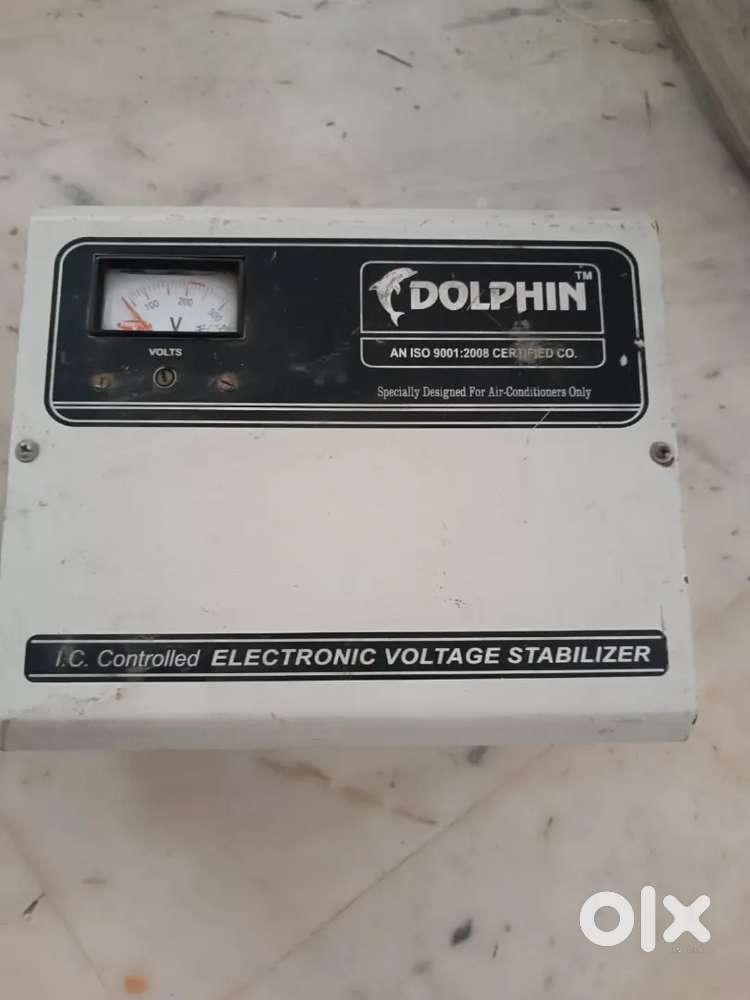 DOLPHIN TM
AN ISO 9001:2008 CERTIFIED CO.
Specially Designed For Air-Conditioners Only
100 200 300
V
VOLTS
I.C. Controlled ELECTRONIC VOLTAGE STABILIZER
olx